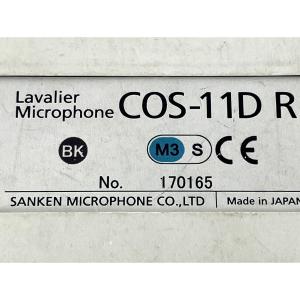 Lavalier
Microphone COS-11D R
BK M3 S CE
No. 170165
SANKEN MICROPHONE CO.,LTD Made in JAPAN